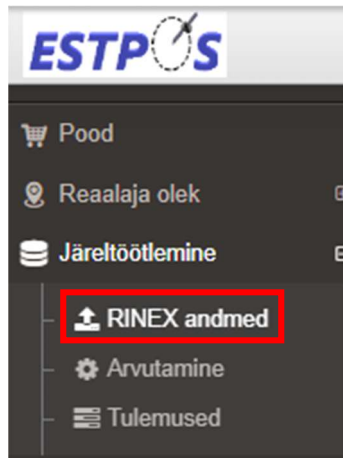 ESTPOS
Pood
Reaalaja olek
Järeltöötlemine
RINEX andmed
Arvutamine
Tulemused